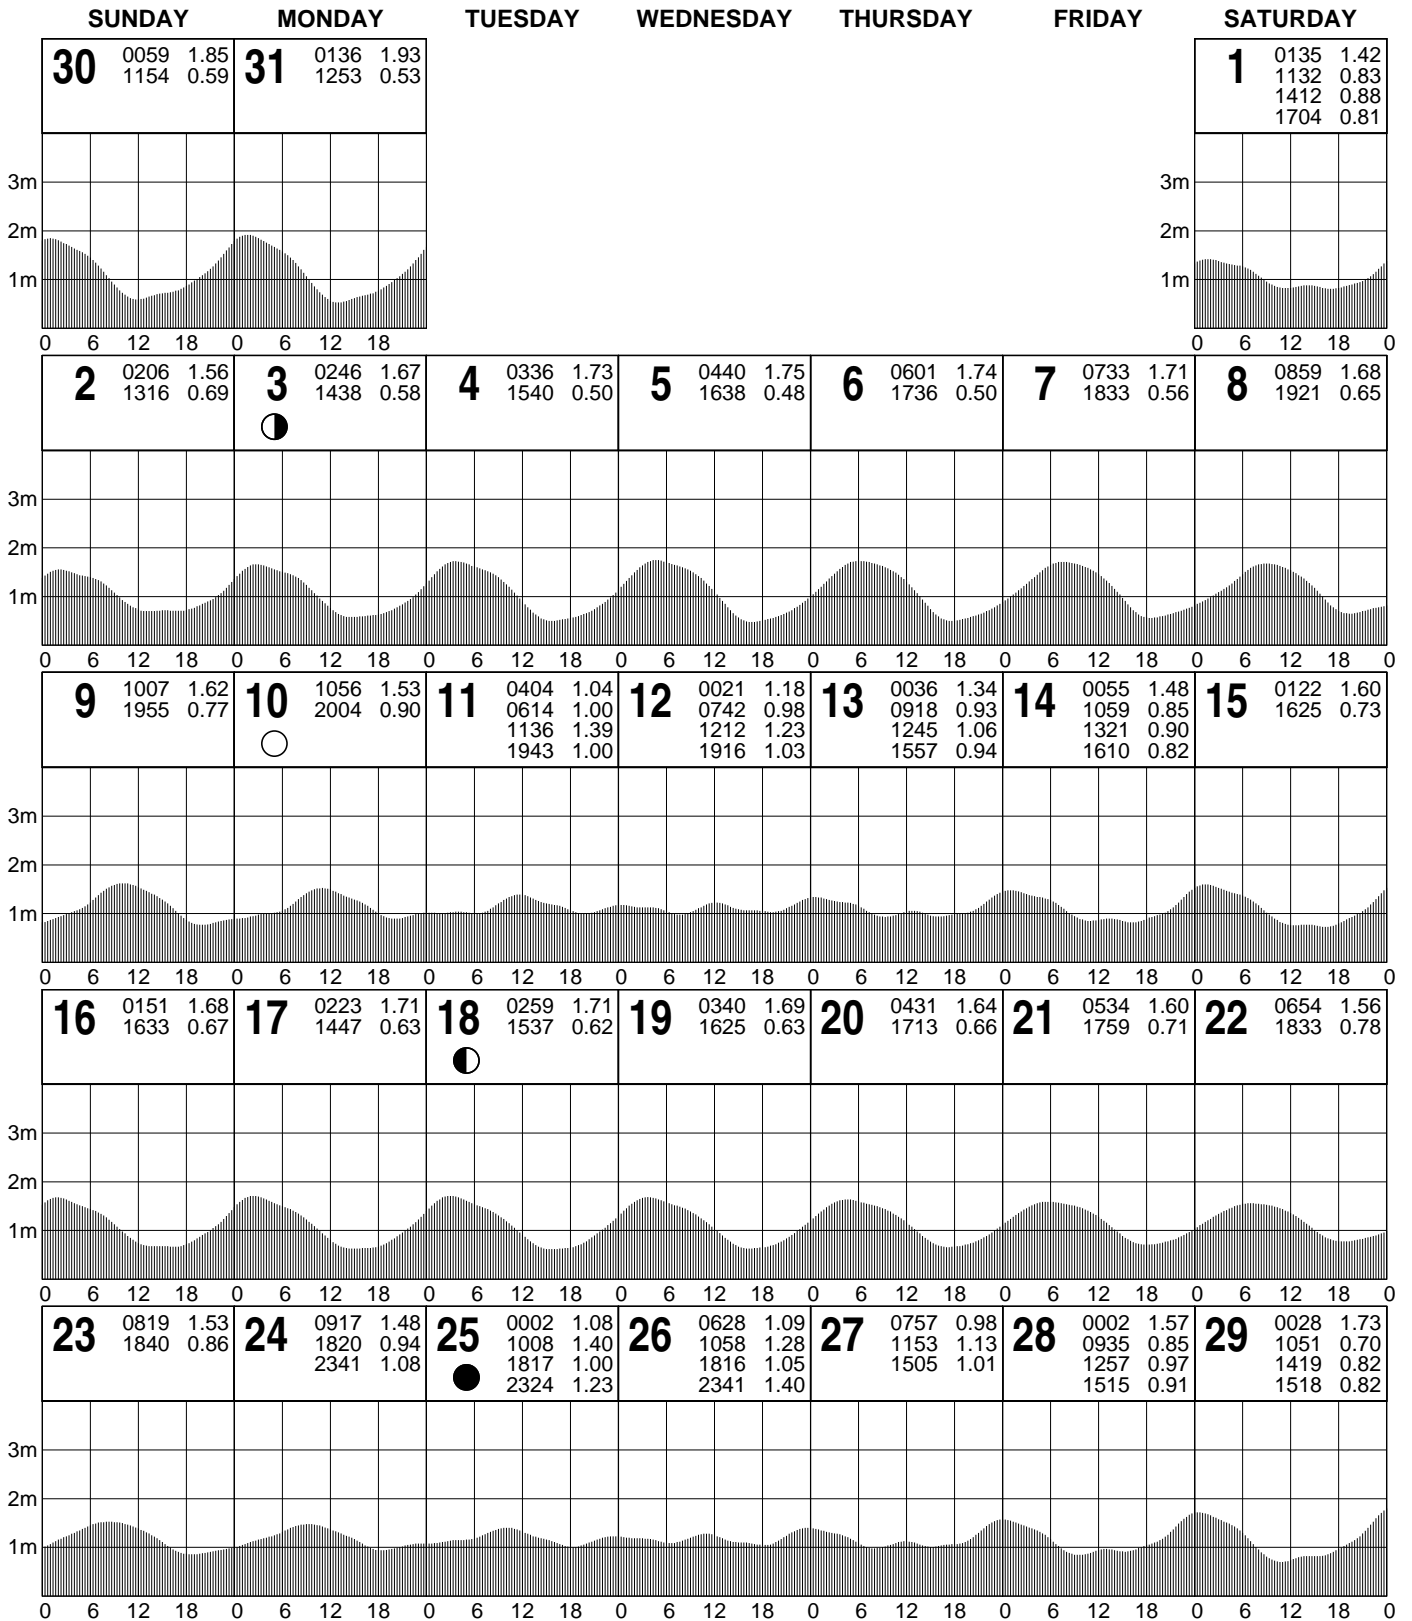 SUNDAY MONDAY TUESDAY WEDNESDAY THURSDAY FRIDAY SATURDAY
30 0059 1.85 31 0136 1.93 1 0135 1.42
1154 0.59 1253 0.53 1132 0.83
1412 0.88
1704 0.81
3m 3m
2m 2m
1m 1m
0 6 12 18 0 6 12 18 0 6 12 18 0
2 0206 1.56 3 0246 1.67 4 0336 1.73 5 0440 1.75 6 0601 1.74 7 0733 1.71 8 0859 1.68
1316 0.69 1438 0.58 1540 0.50 1638 0.48 1736 0.50 1833 0.56 1921 0.65
3m
2m
1m
0 6 12 18 0 6 12 18 0 6 12 18 0 6 12 18 0 6 12 18 0 6 12 18 0 6 12 18 0
9 1007 1.62 10 1056 1.53 11 0404 1.04 12 0021 1.18 13 0036 1.34 14 0055 1.48 15 0122 1.60
1955 0.77 2004 0.90 0614 1.00 0742 0.98 0918 0.93 1059 0.85 1625 0.73
1136 1.39 1212 1.23 1245 1.06 1321 0.90
1943 1.00 1916 1.03 1557 0.94 1610 0.82
3m
2m
1m
0 6 12 18 0 6 12 18 0 6 12 18 0 6 12 18 0 6 12 18 0 6 12 18 0 6 12 18 0
16 0151 1.68 17 0223 1.71 18 0259 1.71 19 0340 1.69 20 0431 1.64 21 0534 1.60 22 0654 1.56
1633 0.67 1447 0.63 1537 0.62 1625 0.63 1713 0.66 1759 0.71 1833 0.78
3m
2m
1m
0 6 12 18 0 6 12 18 0 6 12 18 0 6 12 18 0 6 12 18 0 6 12 18 0 6 12 18 0
23 0819 1.53 24 0917 1.48 25 0002 1.08 26 0628 1.09 27 0757 0.98 28 0002 1.57 29 0028 1.73
1840 0.86 1820 0.94 1008 1.40 1058 1.28 1153 1.13 0935 0.85 1051 0.70
2341 1.08 1817 1.00 1816 1.05 1505 1.01 1257 0.97 1419 0.82
2324 1.23 2341 1.40 1515 0.91 1518 0.82
3m
2m
1m
0 6 12 18 0 6 12 18 0 6 12 18 0 6 12 18 0 6 12 18 0 6 12 18 0 6 12 18 0